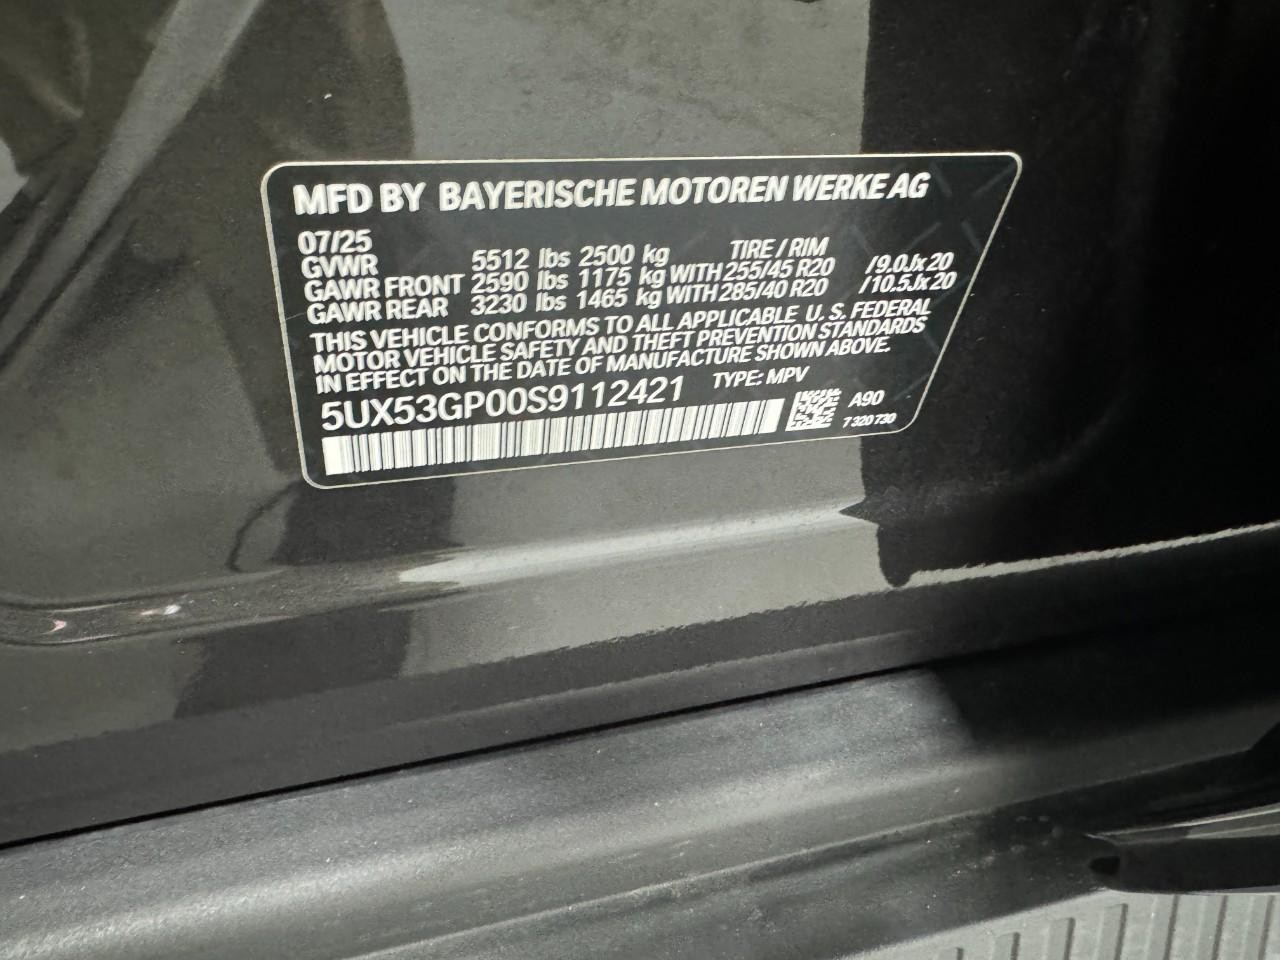 MFD BY BAYERISCHE MOTOREN WERKE AG
07/25
GVWR 5512 lbs 2500 kg TIRE / RIM
GAWR FRONT 2590 lbs 1175 kg WITH 255/45 R20 /9.0Jx20
GAWR REAR 3230 lbs 1465 kg WITH 285/40 R20 /10.5Jx20
THIS VEHICLE CONFORMS TO ALL APPLICABLE U. S. FEDERAL
MOTOR VEHICLE SAFETY AND THEFT PREVENTION STANDARDS
IN EFFECT ON THE DATE OF MANUFACTURE SHOWN ABOVE.
5UX53GP00S9112421 TYPE: MPV
A90
7 320 730